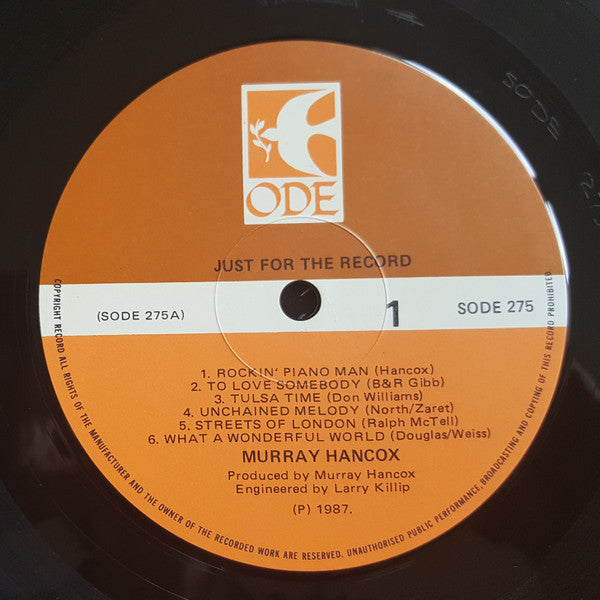 ODE
JUST FOR THE RECORD
(SODE 275A)
1
SODE 275
1. ROCKIN' PIANO MAN (Hancox)
2. TO LOVE SOMEBODY (B&R Gibb)
3. TULSA TIME (Don Williams)
4. UNCHAINED MELODY (North/Zaret)
5. STREETS OF LONDON (Ralph McTell)
6. WHAT A WONDERFUL WORLD (Douglas/Weiss)
MURRAY HANCOX
Produced by Murray Hancox
Engineered by Larry Killip
(P) 1987.
COPYRIGHT RECORD ALL RIGHTS OF THE MANUFACTURER AND THE OWNER OF THE RECORDED WORK ARE RESERVED. UNAUTHORISED PUBLIC PERFORMANCE, BROADCASTING AND COPYING OF THIS RECORD PROHIBITED.
SODE